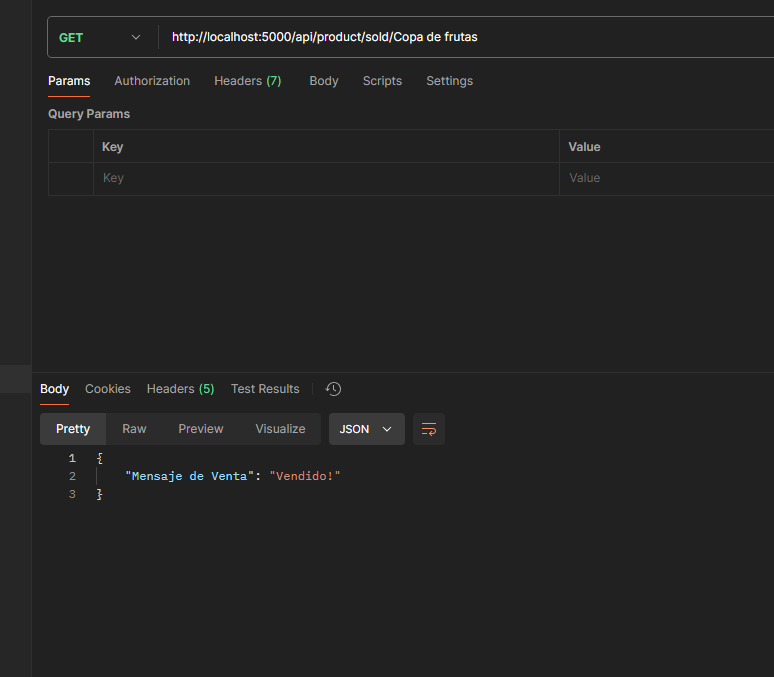 GET http://localhost:5000/api/product/sold/Copa de frutas
Params Authorization Headers (7) Body Scripts Settings
Query Params
Key Value
Key Value
Body Cookies Headers (5) Test Results
Pretty Raw Preview Visualize JSON
1 {
2 "Mensaje de Venta": "Vendido!"
3 }